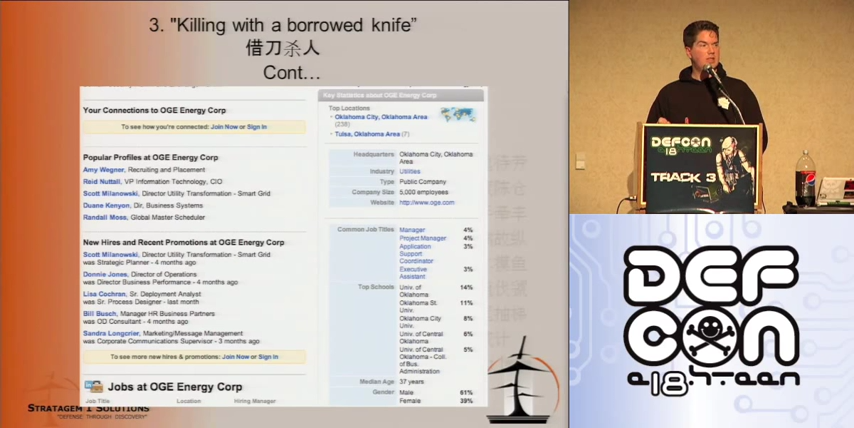 3. "Killing with a borrowed knife”
借刀杀人
Cont...
Your Connections to OGE Energy Corp
To see how you're connected: Join Now or Sign In
Popular Profiles at OGE Energy Corp
Amy Wegner, Recruiting and Placement
Reid Nuttall, VP Information Technology, CIO
Scott Milanowski, Director Utility Transformation - Smart Grid
Duane Kenyon, Dir, Business Systems
Randall Moss, Global Master Scheduler
New Hires and Recent Promotions at OGE Energy Corp
Scott Milanowski, Director Utility Transformation - Smart Grid
was Strategic Planner - 4 months ago
Donnie Jones, Director of Operations
was Director Business Performance - 4 months ago
Lisa Cochran, Sr. Deployment Analyst
was Sr. Process Designer - last month
Bill Busch, Manager HR Business Partners
was OD Consultant - 4 months ago
Sandra Longcrier, Marketing/Message Management
was Corporate Communications Supervisor - 3 months ago
To see more new hires & promotions: Join Now or Sign In
Jobs at OGE Energy Corp
Job Title Location Hiring Manager
Key Statistics about OGE Energy Corp
Top Locations
Oklahoma City, Oklahoma Area
(238)
Tulsa, Oklahoma Area (7)
Headquarters Oklahoma City, Oklahoma
Area
Industry Utilities
Type Public Company
Company Size 5,000 employees
Website http://www.oge.com
Common Job Titles Manager 4%
Project Manager 4%
Application 3%
Support
Coordinator
Executive 3%
Assistant
Top Schools Univ. of 14%
Oklahoma
Oklahoma St. 11%
Univ.
Oklahoma City 8%
Univ.
Univ. of Central 6%
Oklahoma
Univ. of Central 5%
Oklahoma - Coll.
of Bus.
Administration
Median Age 37 years
Gender Male 61%
Female 39%
STRATAGEM 1 SOLUTIONS
"DEFENSE THROUGH DISCOVERY"
DEFCON
18
TRACK 3
DEF
CON
e18hteen